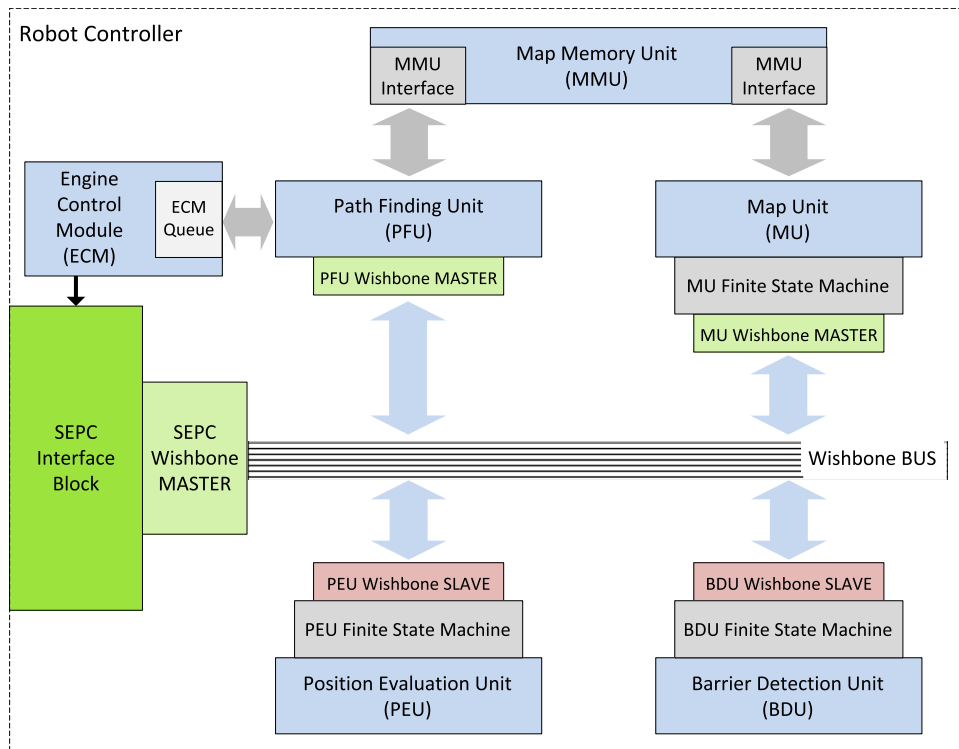 Robot Controller
Map Memory Unit
(MMU)
MMU
Interface
MMU
Interface
Engine
Control
Module
(ECM)
ECM
Queue
Path Finding Unit
(PFU)
PFU Wishbone MASTER
Map Unit
(MU)
MU Finite State Machine
MU Wishbone MASTER
SEPC
Interface
Block
SEPC
Wishbone
MASTER
Wishbone BUS
PEU Wishbone SLAVE
PEU Finite State Machine
Position Evaluation Unit
(PEU)
BDU Wishbone SLAVE
BDU Finite State Machine
Barrier Detection Unit
(BDU)